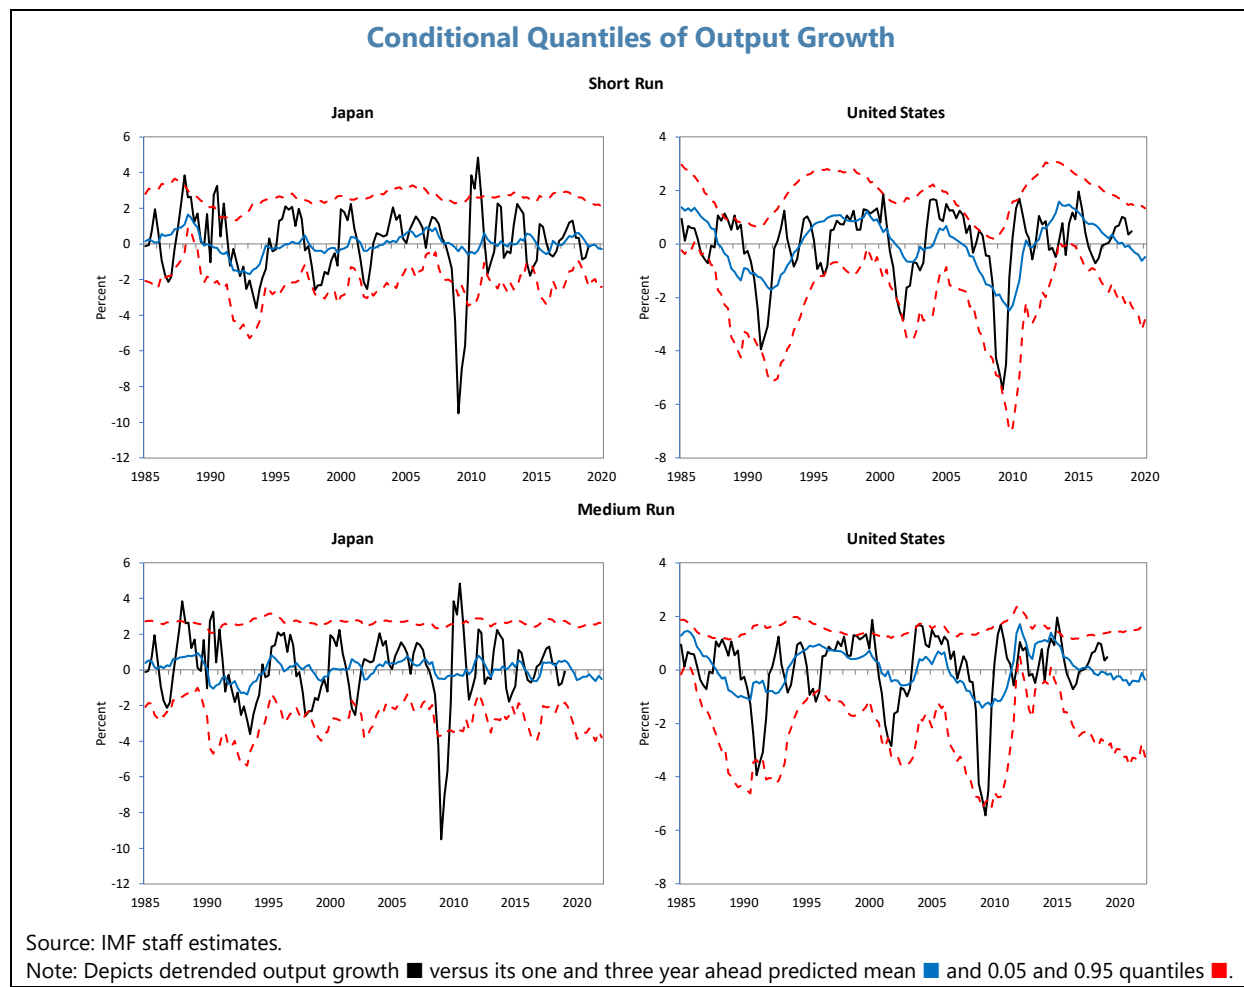 Conditional Quantiles of Output Growth
Short Run
Japan
United States
6
4
2
0
-2
-4
-6
-8
-10
-12
Percent
1985 1990 1995 2000 2005 2010 2015 2020
4
2
0
-2
-4
-6
-8
Percent
1985 1990 1995 2000 2005 2010 2015 2020
Medium Run
Japan
United States
6
4
2
0
-2
-4
-6
-8
-10
-12
Percent
1985 1990 1995 2000 2005 2010 2015 2020
4
2
0
-2
-4
-6
-8
Percent
1985 1990 1995 2000 2005 2010 2015 2020
Source: IMF staff estimates.
Note: Depicts detrended output growth ■ versus its one and three year ahead predicted mean ■ and 0.05 and 0.95 quantiles ■.